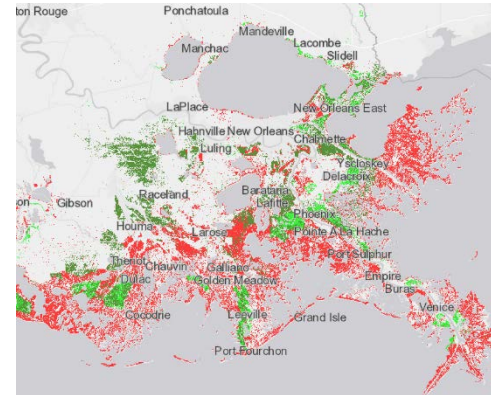 ton Rouge
Ponchatoula
Mandeville
Lacombe
Manchac
Slidell
LaPlace
New Orleans East
Hahnville New Orleans
Luling
Chalmette
Yscloskey
Delacroix
Raceland
Barataria
Lafitte
on
Gibson
Phoenix
Houma
Larose
Pointe A La Hache
Theriot
Chauvin
Galliano
Port Sulphur
Dulac
Golden Meadow
Empire
Buras
Cocodrie
Leeville
Grand Isle
Venice
Port Fourchon